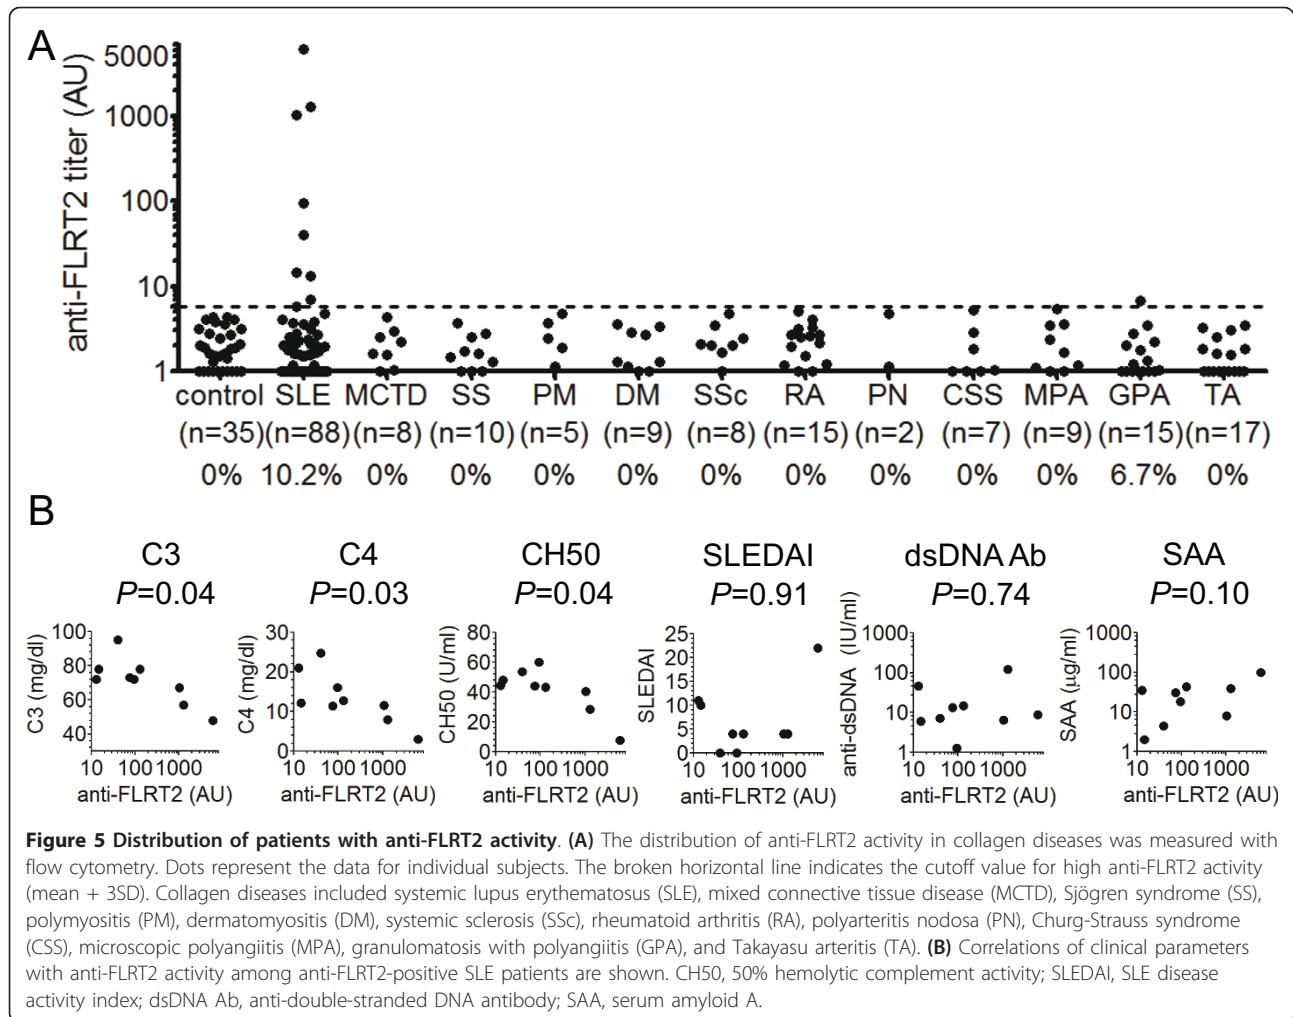 A
anti-FLRT2 titer (AU)
5000
1000
100
10
1
control SLE MCTD SS PM DM SSc RA PN CSS MPA GPA TA
(n=35) (n=88) (n=8) (n=10) (n=5) (n=9) (n=8) (n=15) (n=2) (n=7) (n=9) (n=15) (n=17)
0% 10.2% 0% 0% 0% 0% 0% 0% 0% 0% 0% 6.7% 0%
B
C3
P=0.04
C3 (mg/dl)
100
80
60
40
10 100 1000
anti-FLRT2 (AU)
C4
P=0.03
C4 (mg/dl)
30
20
10
0
10 100 1000
anti-FLRT2 (AU)
CH50
P=0.04
CH50 (U/ml)
80
60
40
20
0
10 100 1000
anti-FLRT2 (AU)
SLEDAI
P=0.91
SLEDAI
25
20
15
10
5
0
10 100 1000
anti-FLRT2 (AU)
dsDNA Ab
P=0.74
anti-dsDNA (IU/ml)
1000
100
10
1
10 100 1000
anti-FLRT2 (AU)
SAA
P=0.10
SAA (μg/ml)
1000
100
10
1
10 100 1000
anti-FLRT2 (AU)
Figure 5 Distribution of patients with anti-FLRT2 activity. (A) The distribution of anti-FLRT2 activity in collagen diseases was measured with
flow cytometry. Dots represent the data for individual subjects. The broken horizontal line indicates the cutoff value for high anti-FLRT2 activity
(mean + 3SD). Collagen diseases included systemic lupus erythematosus (SLE), mixed connective tissue disease (MCTD), Sjögren syndrome (SS),
polymyositis (PM), dermatomyositis (DM), systemic sclerosis (SSc), rheumatoid arthritis (RA), polyarteritis nodosa (PN), Churg-Strauss syndrome
(CSS), microscopic polyangiitis (MPA), granulomatosis with polyangiitis (GPA), and Takayasu arteritis (TA). (B) Correlations of clinical parameters
with anti-FLRT2 activity among anti-FLRT2-positive SLE patients are shown. CH50, 50% hemolytic complement activity; SLEDAI, SLE disease
activity index; dsDNA Ab, anti-double-stranded DNA antibody; SAA, serum amyloid A.